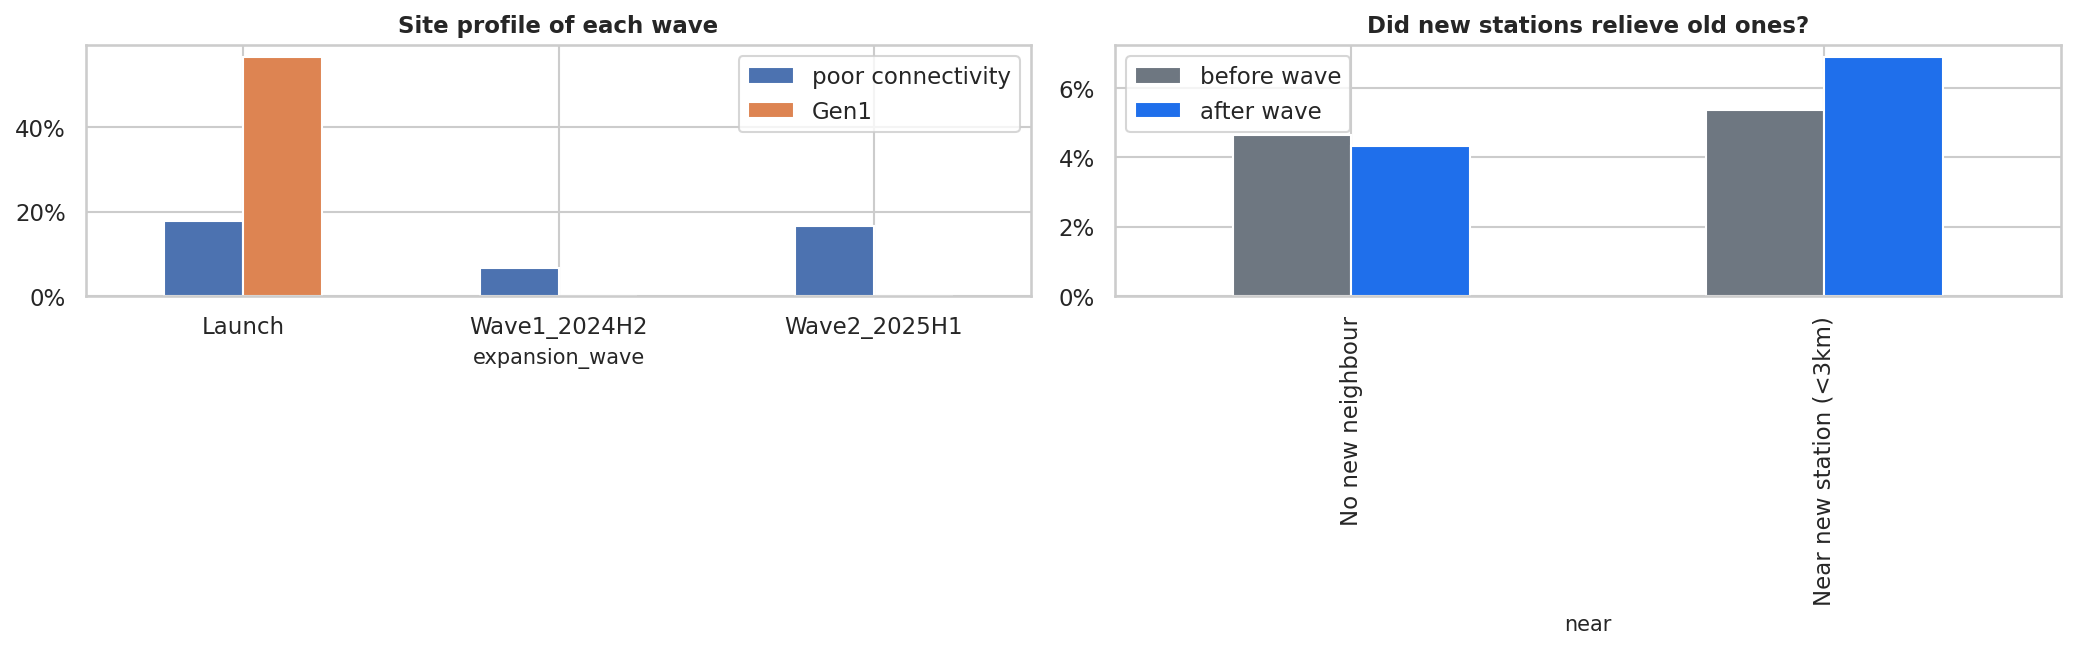 Site profile of each wave
poor connectivity
Gen1
40%
20%
0%
Launch
Wave1_2024H2
Wave2_2025H1
expansion_wave
Did new stations relieve old ones?
before wave
after wave
6%
4%
2%
0%
No new neighbour
Near new station (<3km)
near